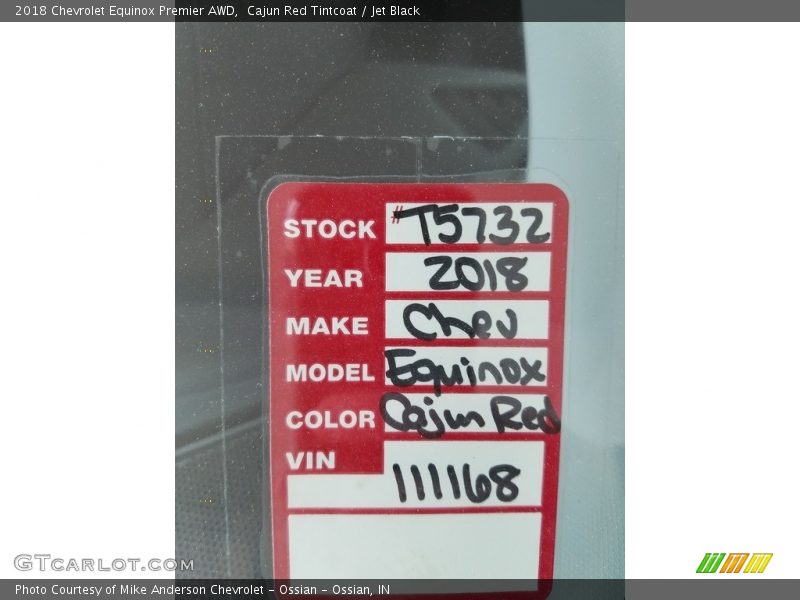 2018 Chevrolet Equinox Premier AWD,  Cajun Red Tintcoat / Jet Black
STOCK #T5732
YEAR 2018
MAKE Chev
MODEL Equinox
COLOR Cajun Red
VIN
111168
GTcarlot.com
Photo Courtesy of Mike Anderson Chevrolet - Ossian - Ossian, IN